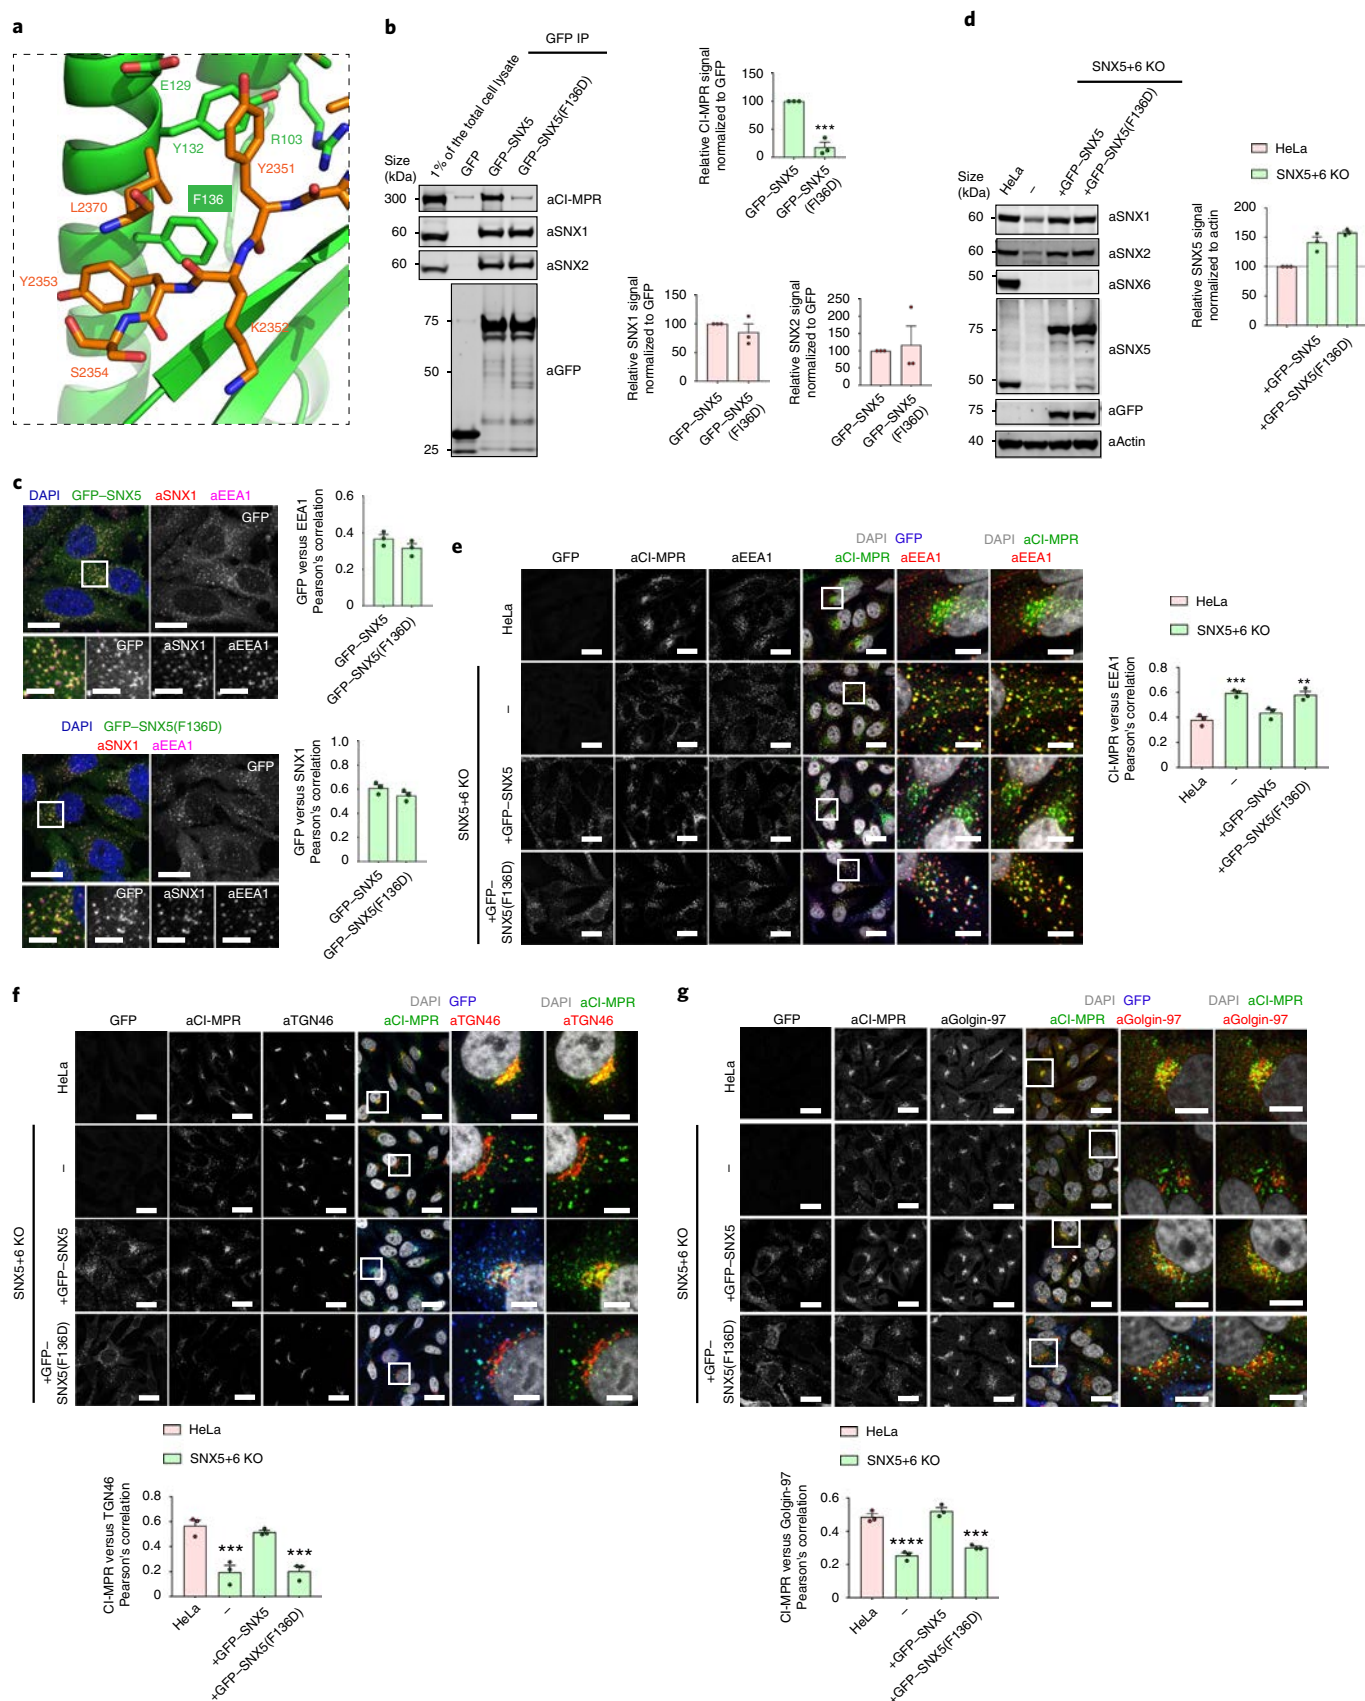 a
E129
Y132
R103
Y2351
F136
L2370
Y2353
K2352
S2354
b
GFP IP
1% of the total cell lysate
GFP
GFP–SNX5
GFP–SNX5(F136D)
Size
(kDa)
300
aCI-MPR
60
aSNX1
60
aSNX2
75
50
25
aGFP
Relative CI-MPR signal
normalized to GFP
150
100
50
0
***
GFP–SNX5
GFP–SNX5
(FI36D)
Relative SNX1 signal
normalized to GFP
150
100
50
0
GFP–SNX5
GFP–SNX5
(FI36D)
Relative SNX2 signal
normalized to GFP
250
200
150
100
50
0
GFP–SNX5
GFP–SNX5
(FI36D)
d
SNX5+6 KO
Size
(kDa)
HeLa
–
+GFP–SNX5
+GFP–SNX5(F136D)
60
aSNX1
60
aSNX2
50
aSNX6
75
50
aSNX5
75
aGFP
40
aActin
HeLa
SNX5+6 KO
Relative SNX5 signal
normalized to actin
200
150
100
50
0
+GFP–SNX5
+GFP–SNX5(F136D)
c
DAPI GFP–SNX5 aSNX1 aEEA1
GFP
GFP aSNX1 aEEA1
GFP versus EEA1
Pearson's correlation
0.6
0.4
0.2
0
GFP–SNX5
GFP–SNX5(F136D)
DAPI GFP–SNX5(F136D)
aSNX1 aEEA1
GFP
GFP aSNX1 aEEA1
GFP versus SNX1
Pearson's correlation
1.0
0.8
0.6
0.4
0.2
0
GFP–SNX5
GFP–SNX5(F136D)
e
DAPI GFP DAPI aCI-MPR
GFP aCI-MPR aEEA1 aCI-MPR aEEA1 aEEA1
HeLa
SNX5+6 KO
–
+GFP–SNX5
+GFP–
SNX5(F136D)
HeLa
SNX5+6 KO
CI-MPR versus EEA1
Pearson's correlation
0.8
0.6
0.4
0.2
0
***
**
HeLa
–
+GFP–SNX5
+GFP–SNX5(F136D)
f
DAPI GFP DAPI aCI-MPR
GFP aCI-MPR aTGN46 aCI-MPR aTGN46 aTGN46
HeLa
SNX5+6 KO
–
+GFP–SNX5
+GFP–
SNX5(F136D)
HeLa
SNX5+6 KO
CI-MPR versus TGN46
Pearson's correlation
0.8
0.6
0.4
0.2
0
***
***
HeLa
–
+GFP–SNX5
+GFP–SNX5(F136D)
g
DAPI GFP DAPI aCI-MPR
GFP aCI-MPR aGolgin-97 aCI-MPR aGolgin-97 aGolgin-97
HeLa
SNX5+6 KO
–
+GFP–SNX5
+GFP–
SNX5(F136D)
HeLa
SNX5+6 KO
CI-MPR versus Golgin-97
Pearson's correlation
0.6
0.4
0.2
0
****
***
HeLa
–
+GFP–SNX5
+GFP–SNX5(F136D)